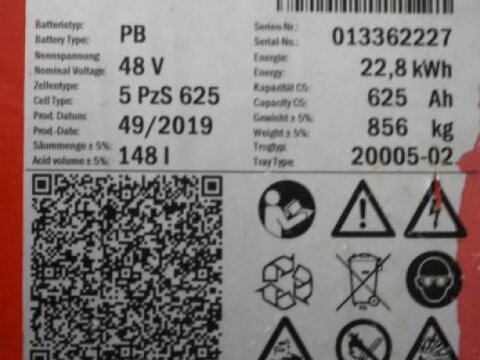 Batterietyp:
Battery Type: PB
Nennspannung
Nominal Voltage: 48 V
Zellentype:
Cell Type: 5 PzS 625
Prod. Datum
Prod.-Date: 49/2019
Säuremenge ± 5%:
Acid volume ± 5%: 148 l
Serien Nr.:
Serial-No.: 013362227
Energie:
Energy: 22,8 kWh
Kapazität C5:
Capacity C5: 625 Ah
Gewicht ± 5%:
Weight ± 5%: 856 kg
Trogtyp:
Tray Type 20005-02